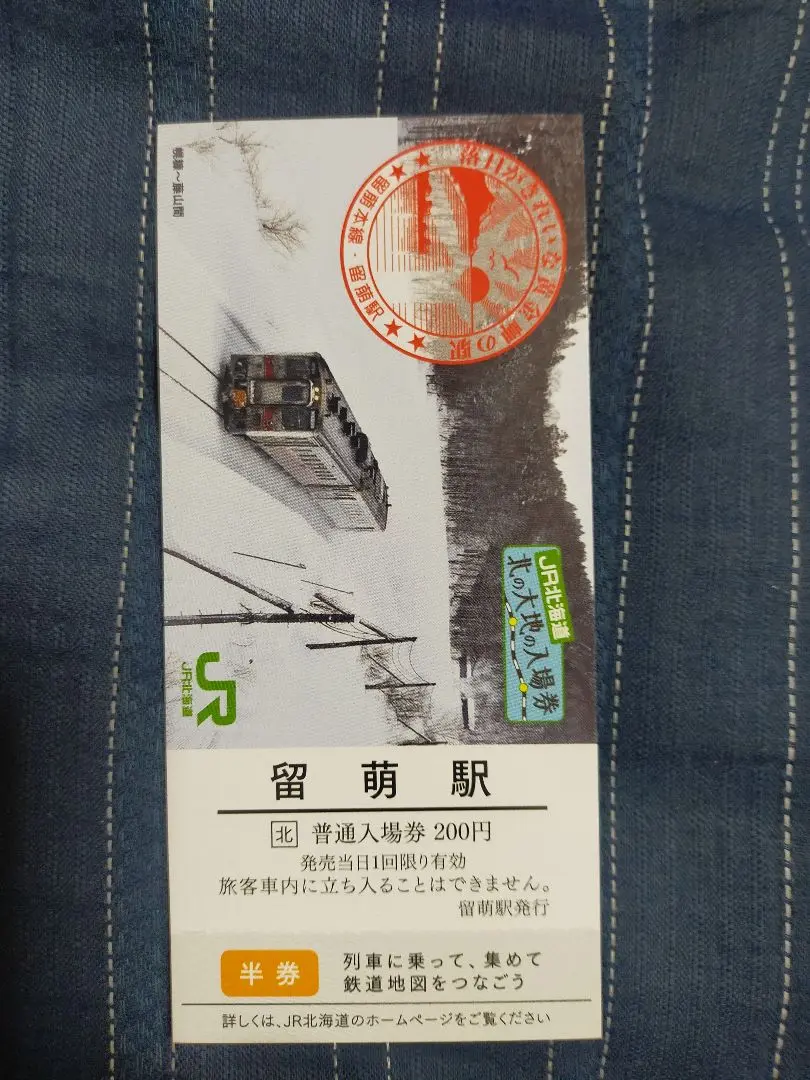 幌糠～藤山間
落日がきれいな黄金岬の駅
留萌本線・留萌駅
JR北海道
北の大地の入場券
JR
JR北海道
留萌駅
北 普通入場券 200円
発売当日1回限り有効
旅客車内に立ち入ることはできません。
留萌駅発行
半券
列車に乗って、集めて
鉄道地図をつなごう
詳しくは、JR北海道のホームページをご覧ください